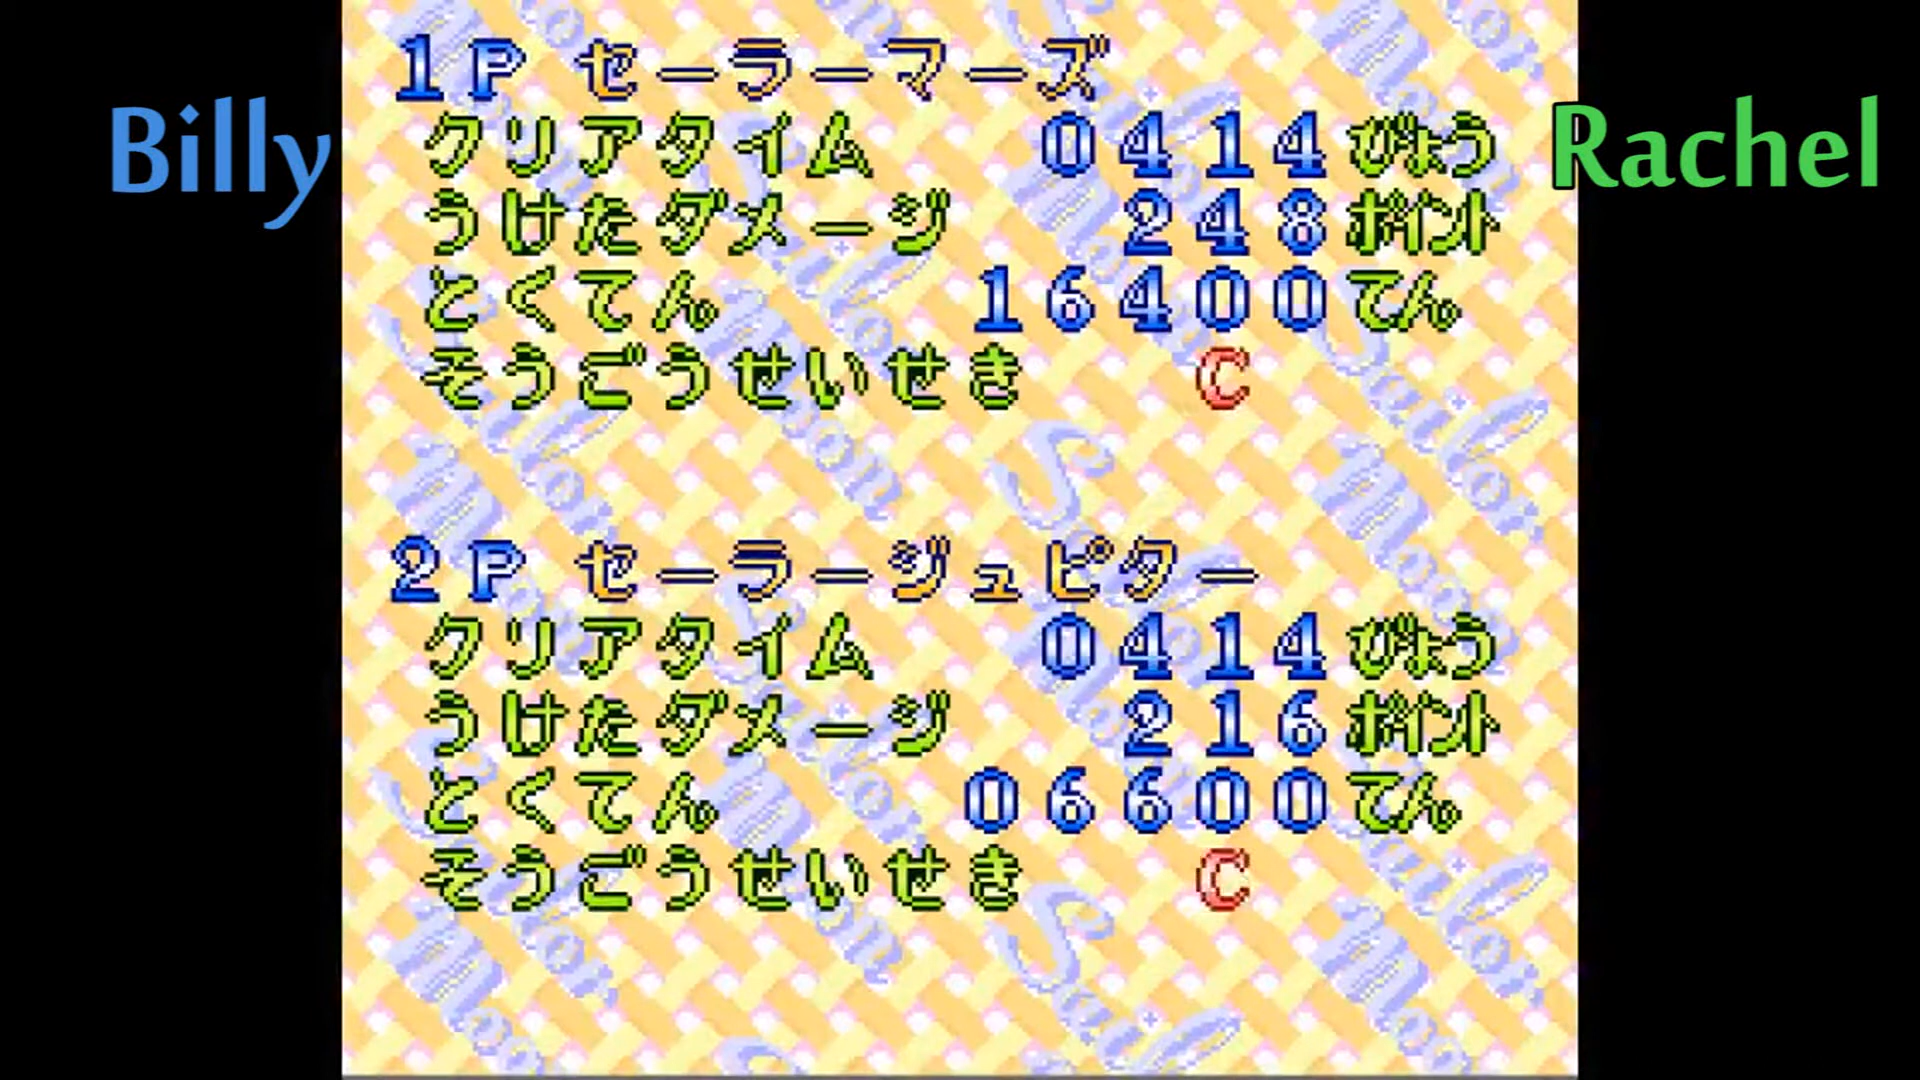 Billy
Rachel
1P セーラーマーズ
クリアタイム 0414びょう
うけたダメージ 248ポイント
とくてん 16400てん
そうごうせいせき C
2P セーラージュピター
クリアタイム 0414びょう
うけたダメージ 216ポイント
とくてん 06600てん
そうごうせいせき C